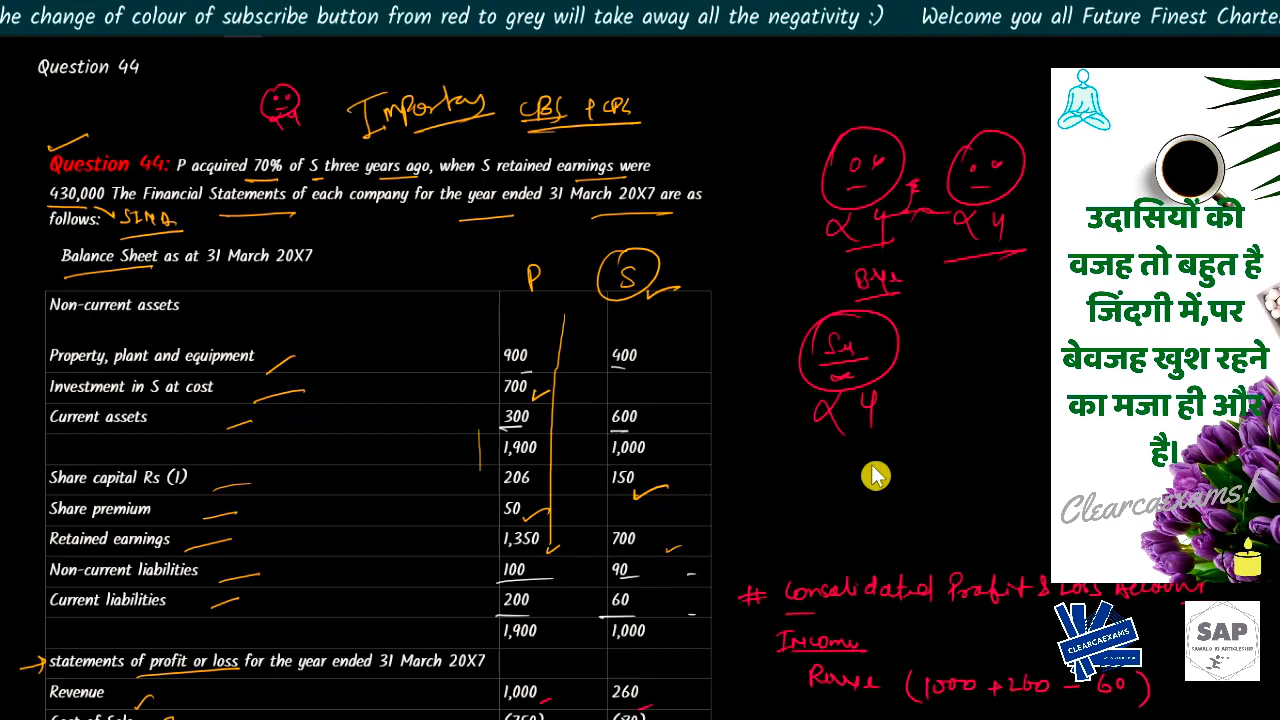 he change of colour of subscribe button from red to grey will take away all the negativity :) Welcome you all Future Finest Charte
Question 44
Important CBS + CPL
Question 44: P acquired 70% of S three years ago, when S retained earnings were
430,000 The Financial Statements of each company for the year ended 31 March 20X7 are as
follows:
Balance Sheet as at 31 March 20X7
P S
Non-current assets
Property, plant and equipment 900 400
Investment in S at cost 700
Current assets 300 600
1,900 1,000
Share capital Rs (1) 206 150
Share premium 50
Retained earnings 1,350 700
Non-current liabilities 100 90
Current liabilities 200 60
1,900 1,000
statements of profit or loss for the year ended 31 March 20X7
Revenue 1,000 260
Bye
# Consolidated Profit & Loss Account
Income
(1000 + 260 - 60)
उदासियों की
वजह तो बहुत है
जिंदगी में,पर
बेवजह खुश रहने
का मजा ही और
है।
Clearcaexams!
CLEARCAEXAMS
SAP
SAMALO KI ARTICLESHIP